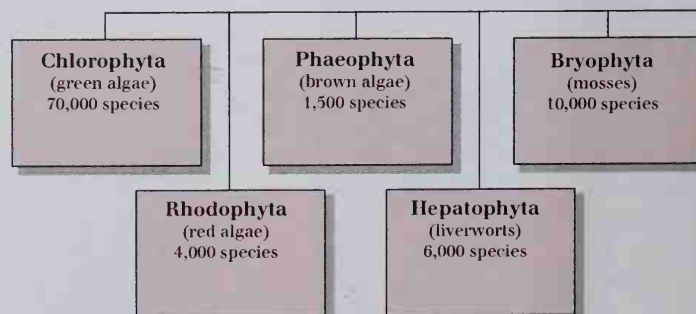 Chlorophyta
(green algae)
70,000 species
Phaeophyta
(brown algae)
1,500 species
Bryophyta
(mosses)
10,000 species
Rhodophyta
(red algae)
4,000 species
Hepatophyta
(liverworts)
6,000 species